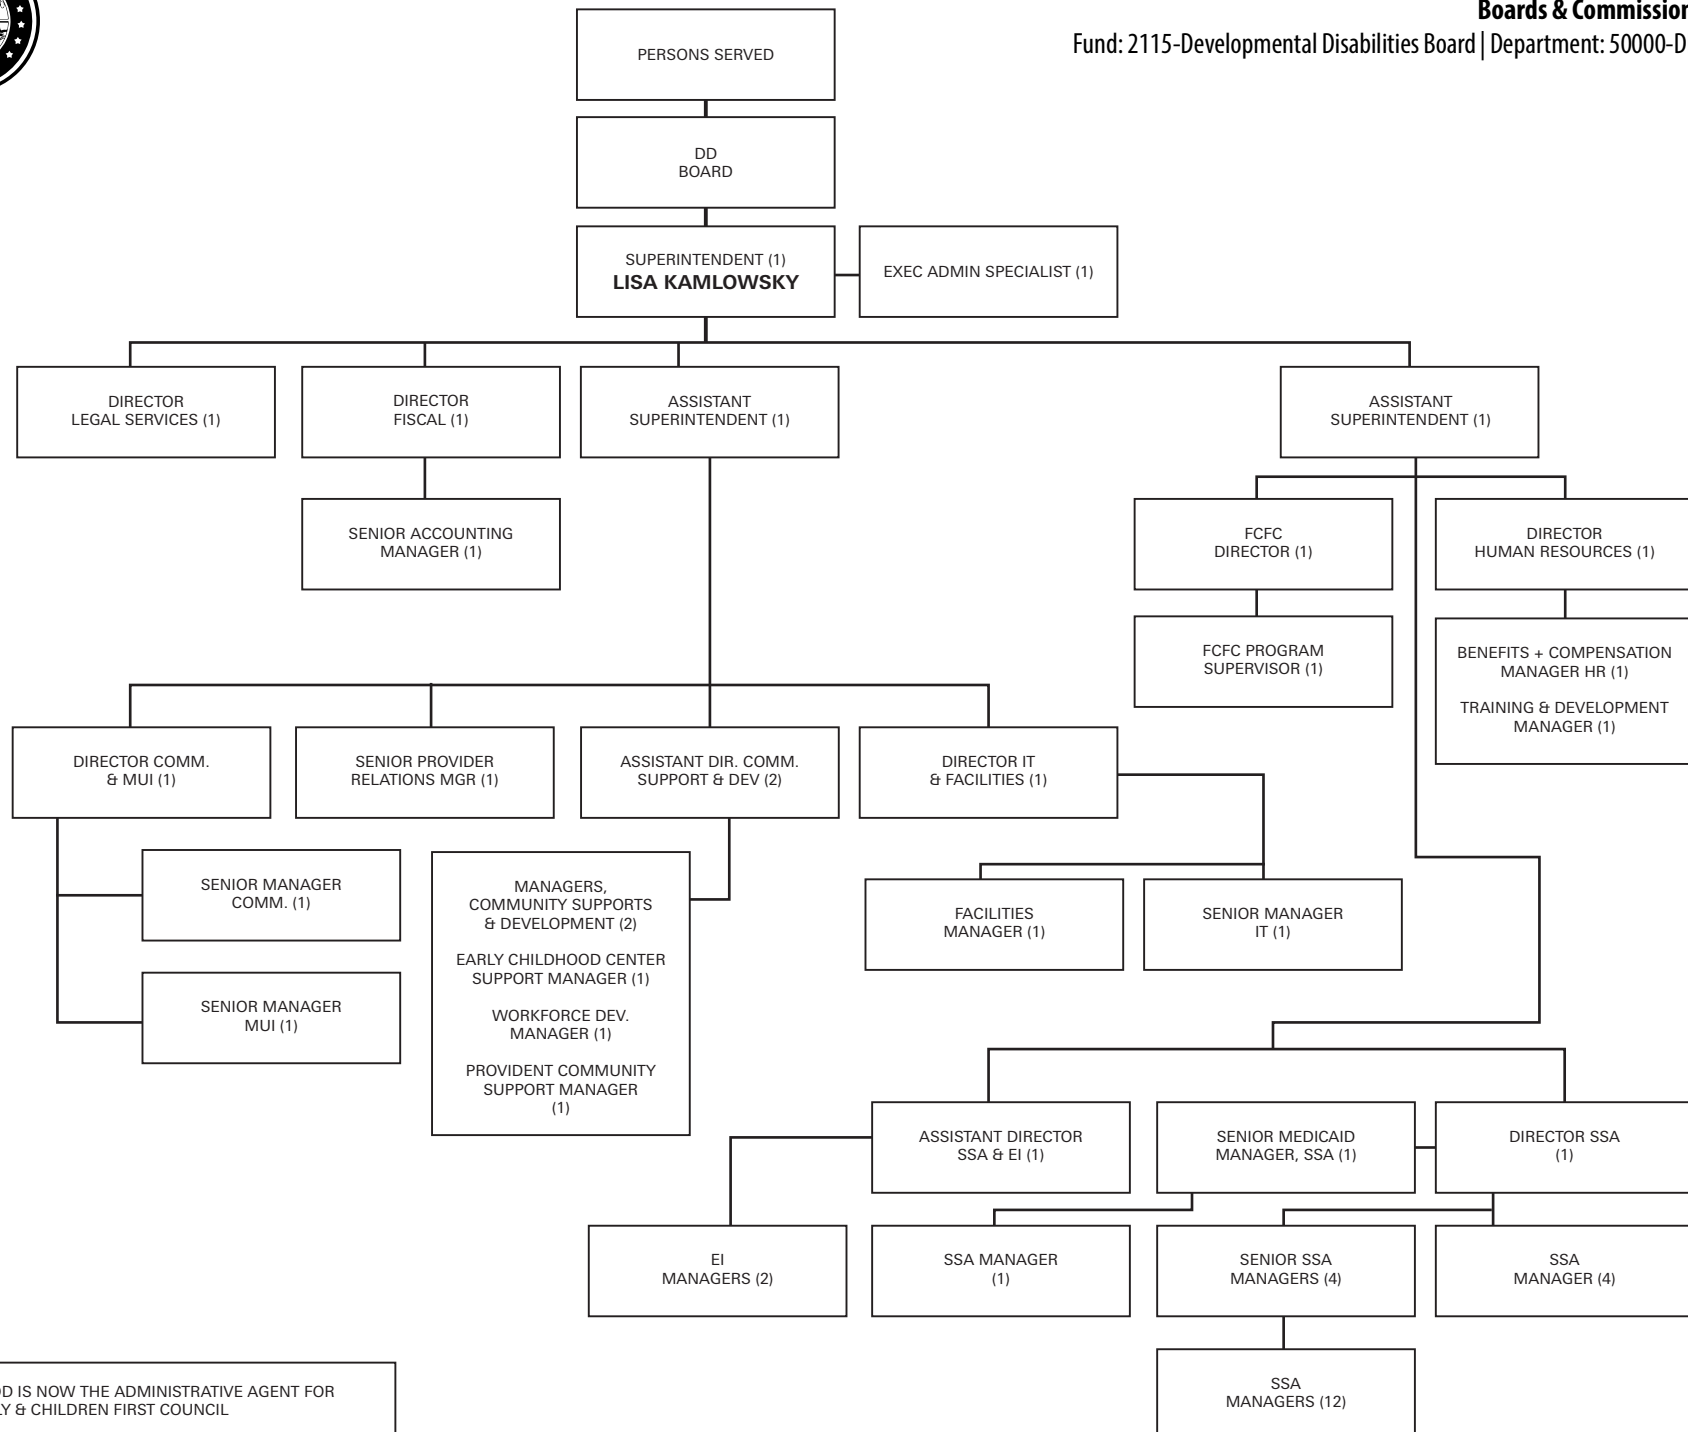 Boards & Commission
Fund: 2115-Developmental Disabilities Board | Department: 50000-D
PERSONS SERVED
DD
BOARD
SUPERINTENDENT (1)
LISA KAMLOWSKY
EXEC ADMIN SPECIALIST (1)
DIRECTOR
LEGAL SERVICES (1)
DIRECTOR
FISCAL (1)
ASSISTANT
SUPERINTENDENT (1)
ASSISTANT
SUPERINTENDENT (1)
SENIOR ACCOUNTING
MANAGER (1)
FCFC
DIRECTOR (1)
DIRECTOR
HUMAN RESOURCES (1)
FCFC PROGRAM
SUPERVISOR (1)
BENEFITS + COMPENSATION
MANAGER HR (1)
TRAINING & DEVELOPMENT
MANAGER (1)
DIRECTOR COMM.
& MUI (1)
SENIOR PROVIDER
RELATIONS MGR (1)
ASSISTANT DIR. COMM.
SUPPORT & DEV (2)
DIRECTOR IT
& FACILITIES (1)
SENIOR MANAGER
COMM. (1)
SENIOR MANAGER
MUI (1)
MANAGERS,
COMMUNITY SUPPORTS
& DEVELOPMENT (2)
EARLY CHILDHOOD CENTER
SUPPORT MANAGER (1)
WORKFORCE DEV.
MANAGER (1)
PROVIDENT COMMUNITY
SUPPORT MANAGER
(1)
FACILITIES
MANAGER (1)
SENIOR MANAGER
IT (1)
ASSISTANT DIRECTOR
SSA & EI (1)
SENIOR MEDICAID
MANAGER, SSA (1)
DIRECTOR SSA
(1)
EI
MANAGERS (2)
SSA MANAGER
(1)
SENIOR SSA
MANAGERS (4)
SSA
MANAGER (4)
SSA
MANAGERS (12)
D IS NOW THE ADMINISTRATIVE AGENT FOR
Y & CHILDREN FIRST COUNCIL